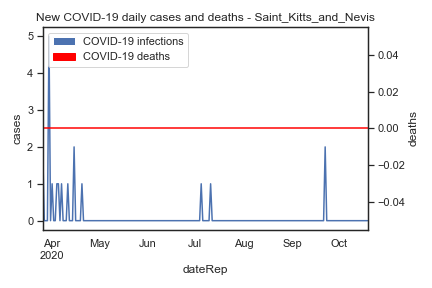 New COVID-19 daily cases and deaths - Saint_Kitts_and_Nevis
COVID-19 infections
COVID-19 deaths
5
4
3
2
1
0
cases
0.04
0.02
0.00
−0.02
−0.04
deaths
Apr May Jun Jul Aug Sep Oct
2020
dateRep